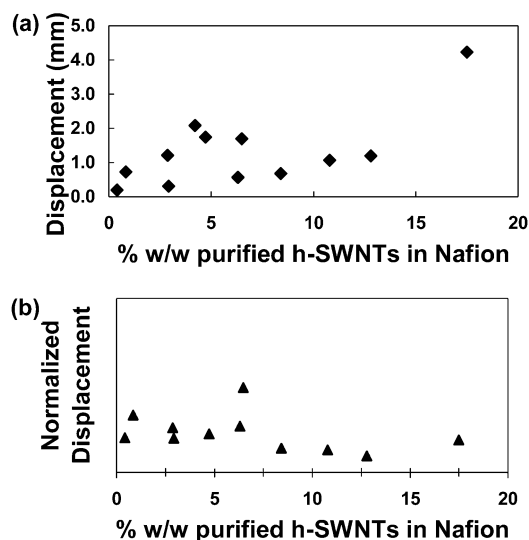 (a)
Displacement (mm)
5.0
4.0
3.0
2.0
1.0
0.0
5
10
15
20
% w/w purified h-SWNTs in Nafion
(b)
Normalized
Displacement
0
5
10
15
20
% w/w purified h-SWNTs in Nafion